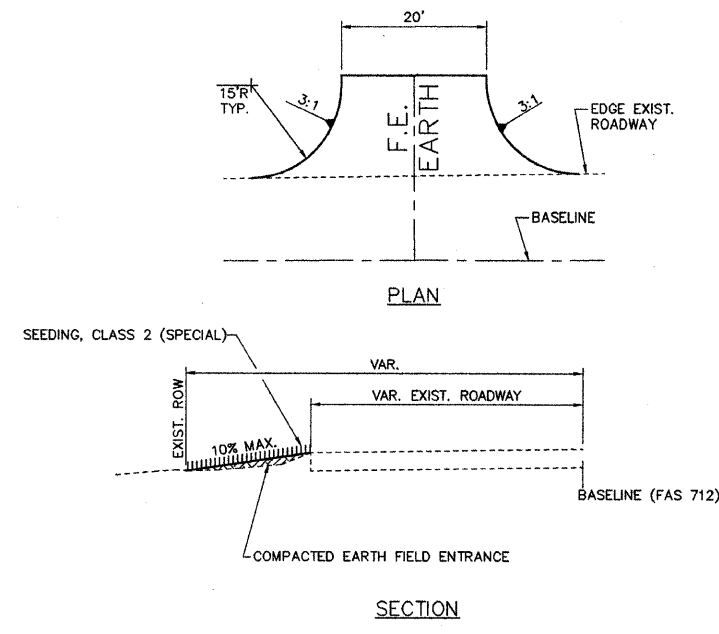 20'
15'R
TYP.
3:1
F.E.
EARTH
3:1
EDGE EXIST.
ROADWAY
BASELINE
PLAN
SEEDING, CLASS 2 (SPECIAL)
VAR.
VAR. EXIST. ROADWAY
EXIST. ROW
10% MAX.
BASELINE (FAS 712)
COMPACTED EARTH FIELD ENTRANCE
SECTION